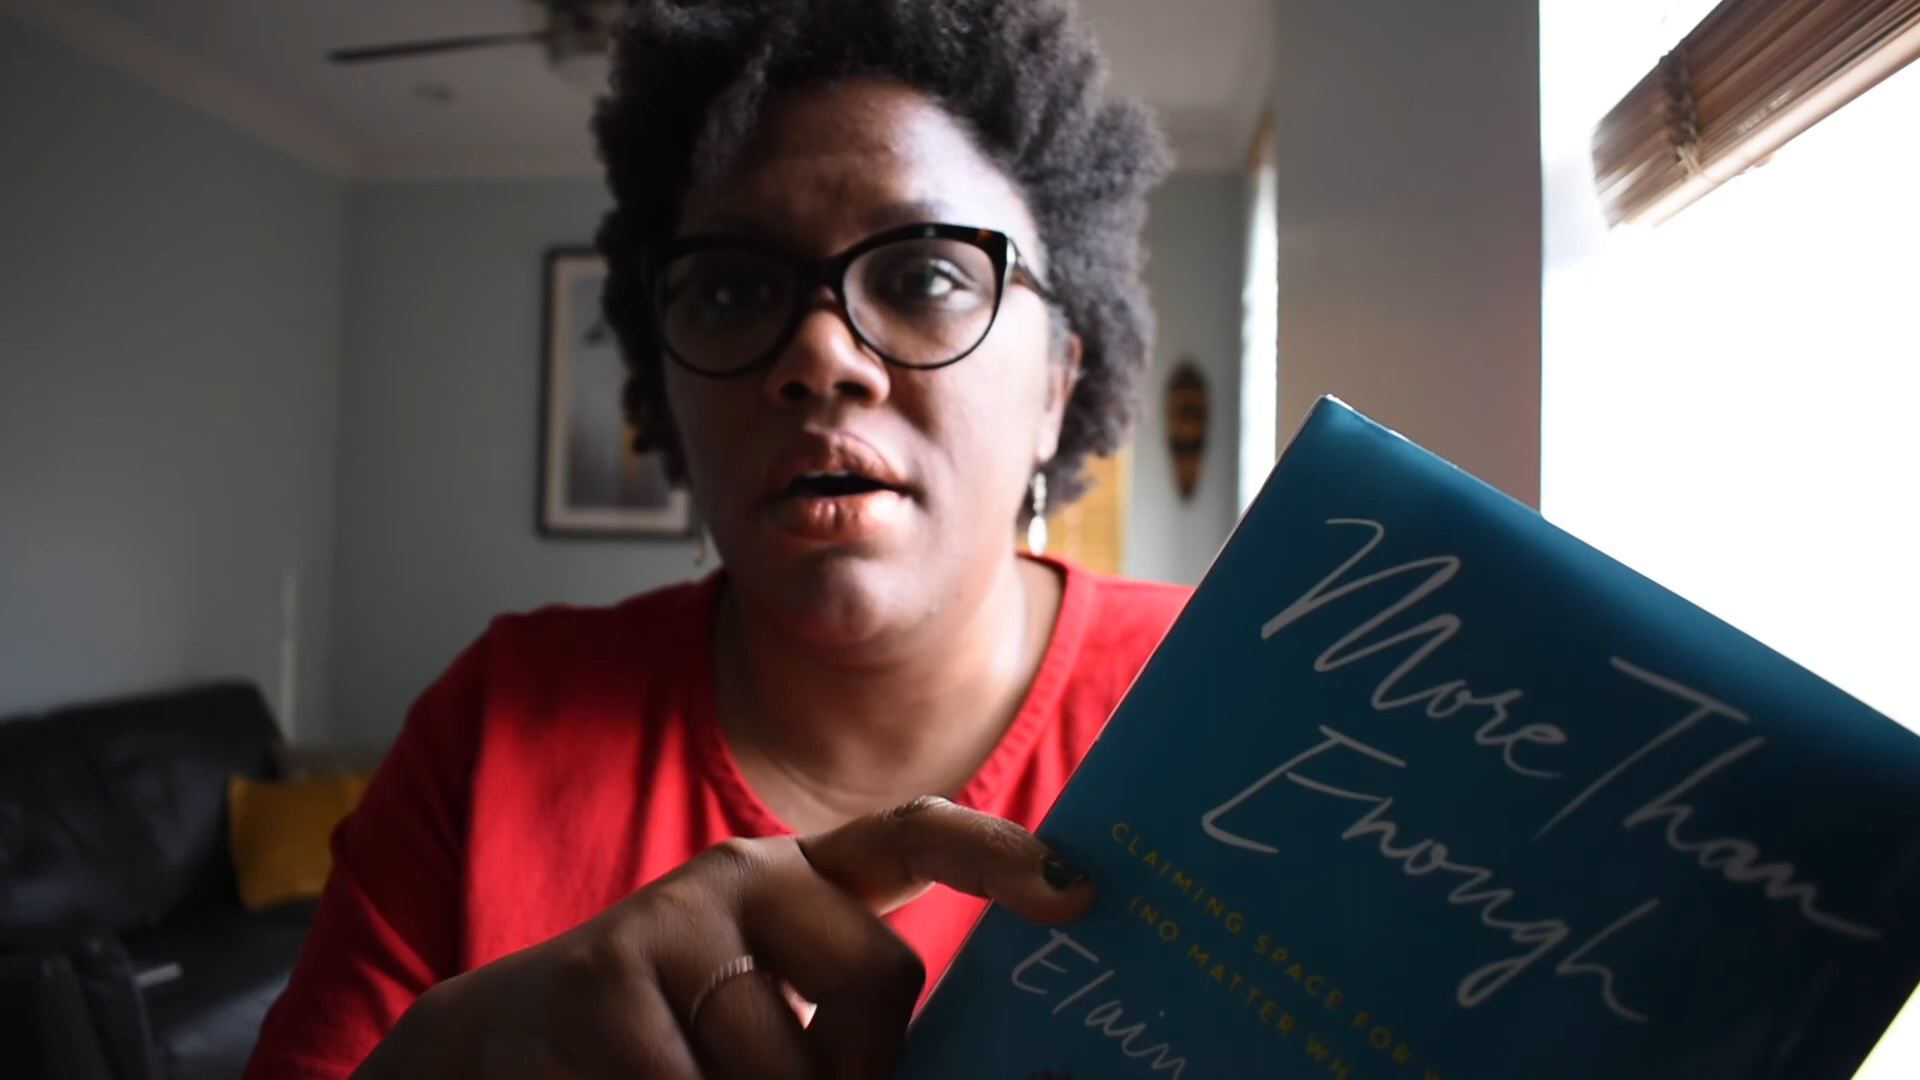 More Than
Enough
CLAIMING SPACE FOR
(NO MATTER WH
Elain